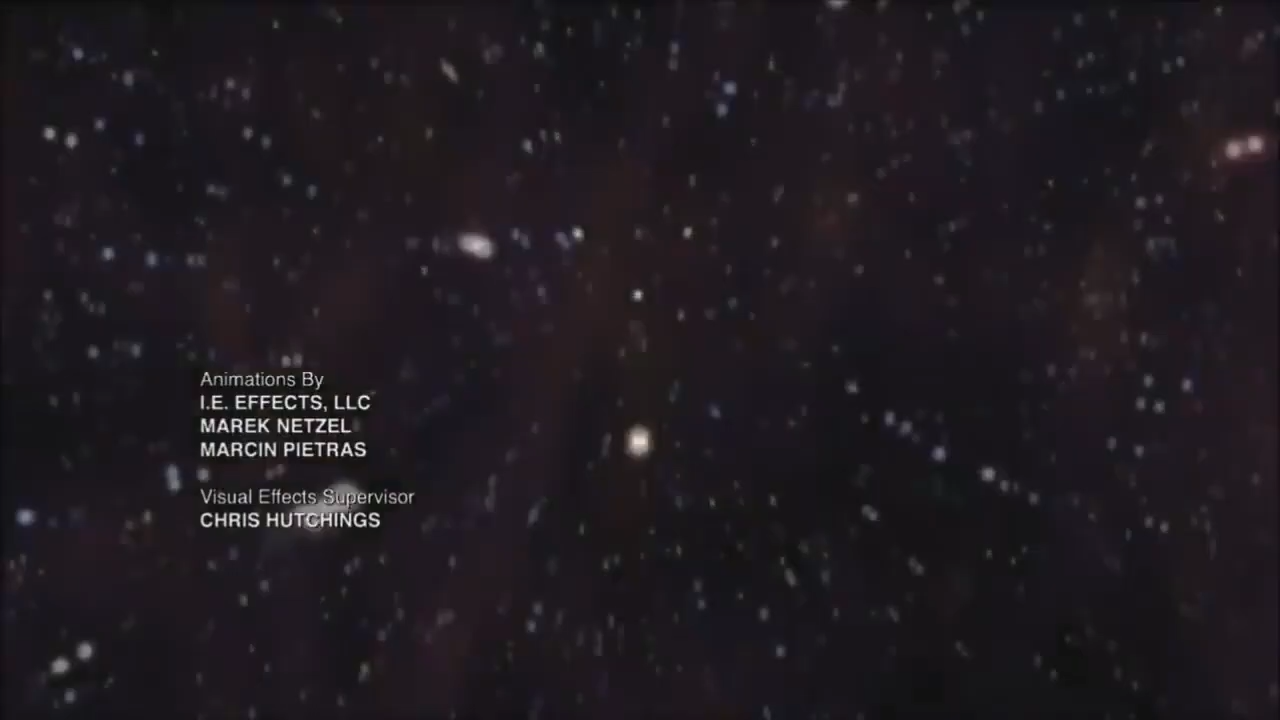 Animations By
I.E. EFFECTS, LLC
MAREK NETZEL
MARCIN PIETRAS
Visual Effects Supervisor
CHRIS HUTCHINGS